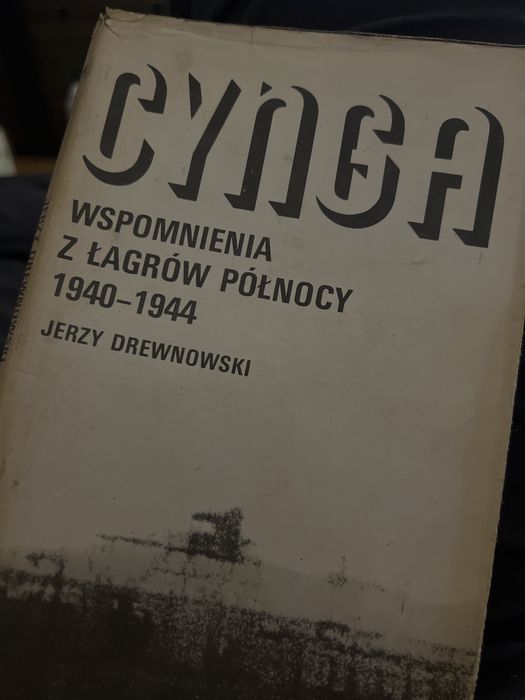 CYNGA
WSPOMNIENIA
Z ŁAGRÓW PÓŁNOCY
1940–1944
JERZY DREWNOWSKI